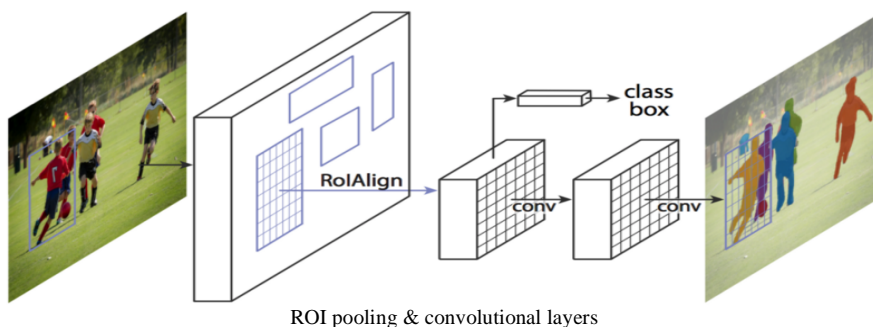 RoIAlign
class
box
conv
conv
ROI pooling & convolutional layers